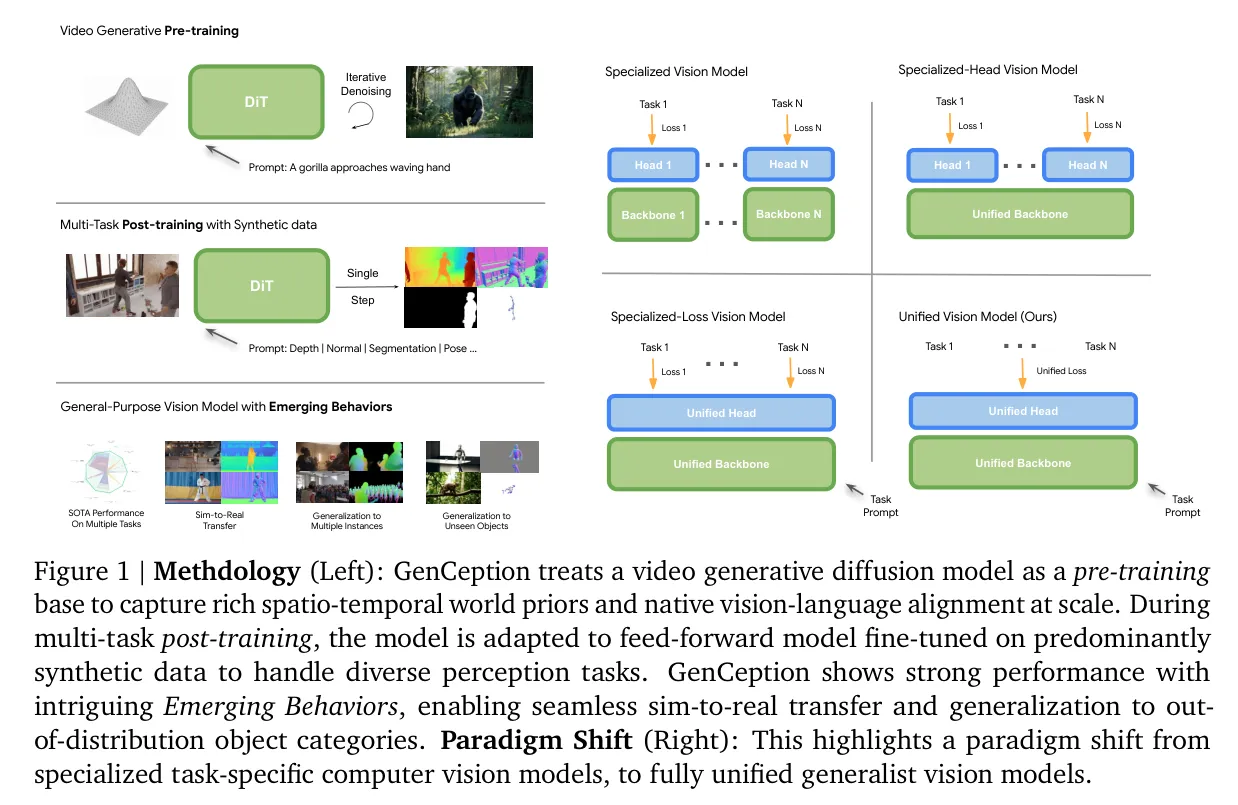 Video Generative Pre-training
DiT
Iterative
Denoising
Prompt: A gorilla approaches waving hand
Multi-Task Post-training with Synthetic data
DiT
Single
Step
Prompt: Depth | Normal | Segmentation | Pose ...
General-Purpose Vision Model with Emerging Behaviors
SOTA Performance
On Multiple Tasks
Sim-to-Real
Transfer
Generalization to
Multiple Instances
Generalization to
Unseen Objects
Specialized Vision Model
Task 1
Task N
Loss 1
Loss N
Head 1
Head N
Backbone 1
Backbone N
Specialized-Head Vision Model
Task 1
Task N
Loss 1
Loss N
Head 1
Head N
Unified Backbone
Specialized-Loss Vision Model
Task 1
Task N
Loss 1
Loss N
Unified Head
Unified Backbone
Task
Prompt
Unified Vision Model (Ours)
Task 1
Task N
Unified Loss
Unified Head
Unified Backbone
Task
Prompt
Figure 1 | Methdology (Left): GenCeption treats a video generative diffusion model as a pre-training
base to capture rich spatio-temporal world priors and native vision-language alignment at scale. During
multi-task post-training, the model is adapted to feed-forward model fine-tuned on predominantly
synthetic data to handle diverse perception tasks. GenCeption shows strong performance with
intriguing Emerging Behaviors, enabling seamless sim-to-real transfer and generalization to out-
of-distribution object categories. Paradigm Shift (Right): This highlights a paradigm shift from
specialized task-specific computer vision models, to fully unified generalist vision models.